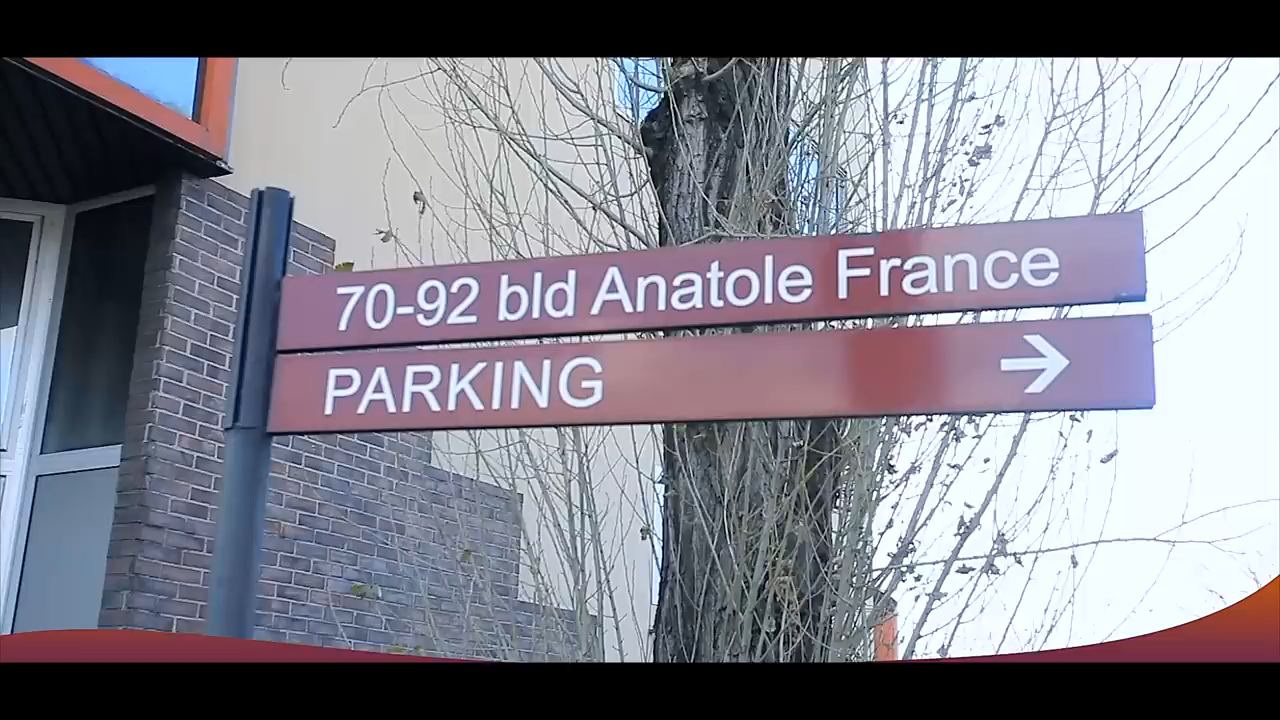 70-92 bld Anatole France
PARKING →